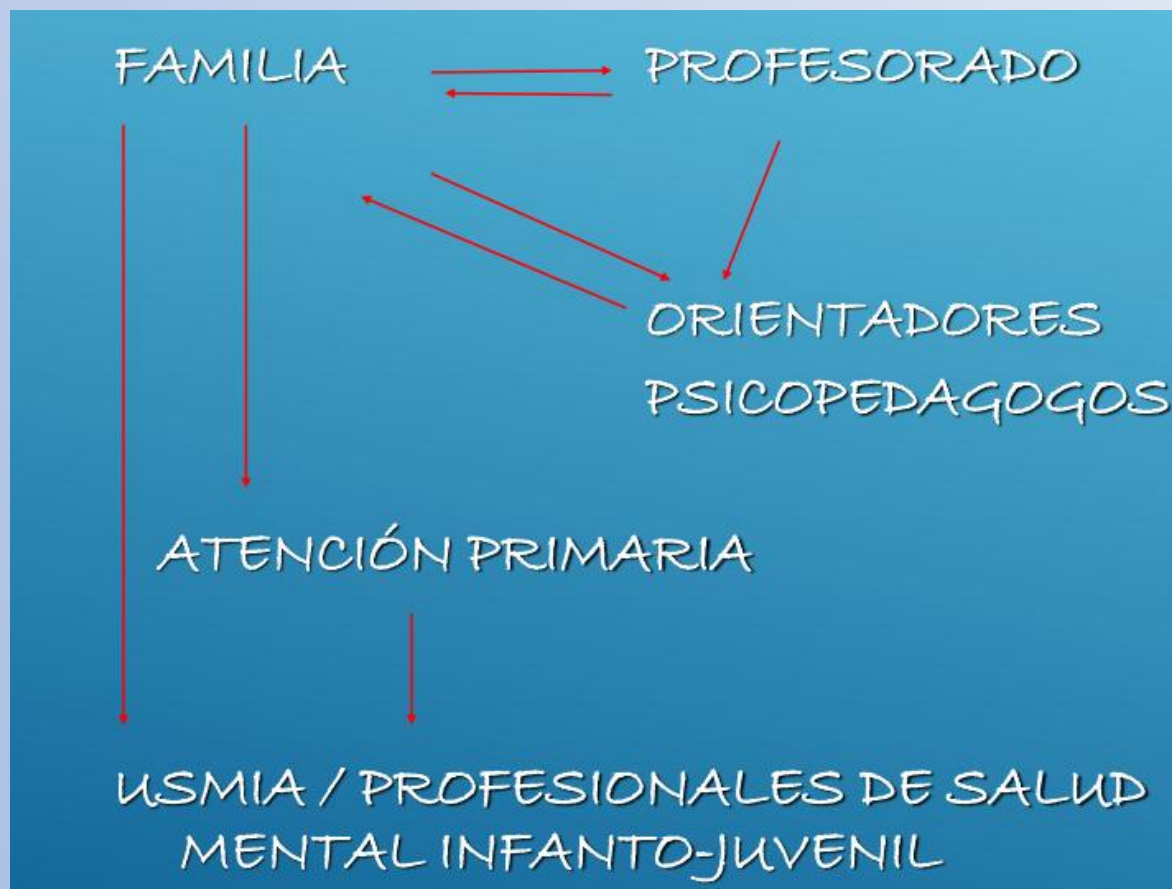 FAMILIA
PROFESORADO
ORIENTADORES
PSICOPEDAGOGOS
ATENCIÓN PRIMARIA
USMIA / PROFESIONALES DE SALUD
MENTAL INFANTO-JUVENIL